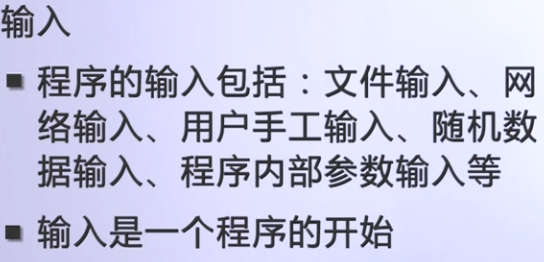 输入
程序的输入包括：文件输入、网
络输入、用户手工输入、随机数
据输入、程序内部参数输入等
输入是一个程序的开始